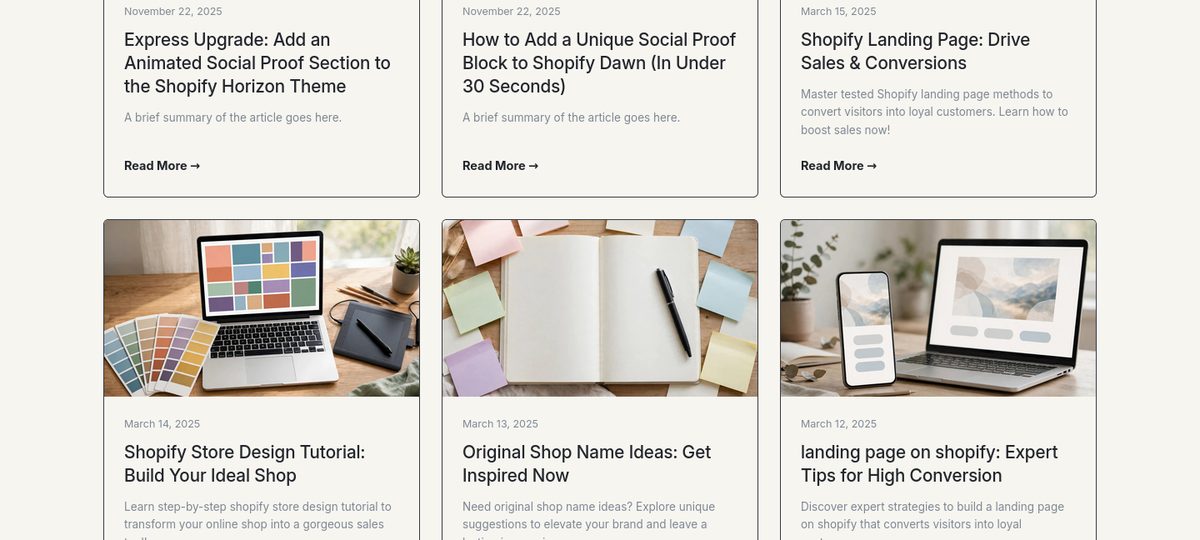 November 22, 2025
Express Upgrade: Add an
Animated Social Proof Section to
the Shopify Horizon Theme
A brief summary of the article goes here.
Read More →
November 22, 2025
How to Add a Unique Social Proof
Block to Shopify Dawn (In Under
30 Seconds)
A brief summary of the article goes here.
Read More →
March 15, 2025
Shopify Landing Page: Drive
Sales & Conversions
Master tested Shopify landing page methods to
convert visitors into loyal customers. Learn how to
boost sales now!
Read More →
March 14, 2025
Shopify Store Design Tutorial:
Build Your Ideal Shop
Learn step-by-step shopify store design tutorial to
transform your online shop into a gorgeous sales
March 13, 2025
Original Shop Name Ideas: Get
Inspired Now
Need original shop name ideas? Explore unique
suggestions to elevate your brand and leave a
March 12, 2025
landing page on shopify: Expert
Tips for High Conversion
Discover expert strategies to build a landing page
on shopify that converts visitors into loyal